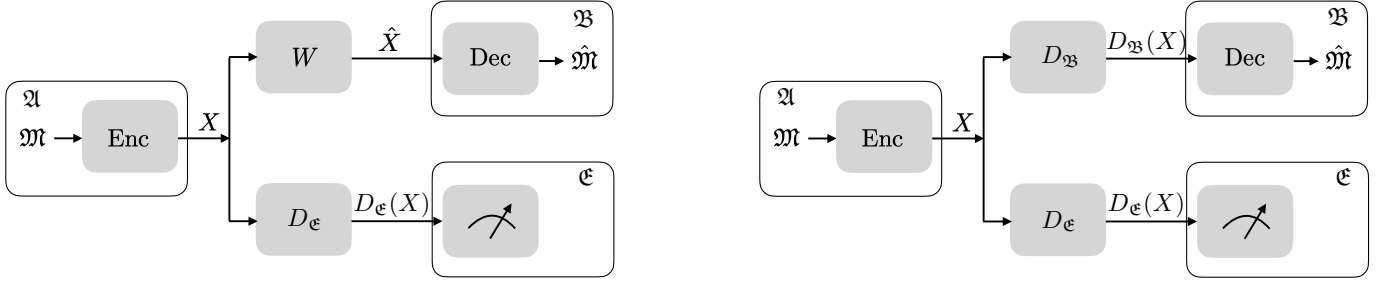 𝔅
𝑊
X̂
Dec
𝔐̂
𝔄
𝔐
Enc
X
𝔈
D_𝔈
D_𝔈(X)
𝔅
D_𝔅
D_𝔅(X)
Dec
𝔐̂
𝔄
𝔐
Enc
X
𝔈
D_𝔈
D_𝔈(X)